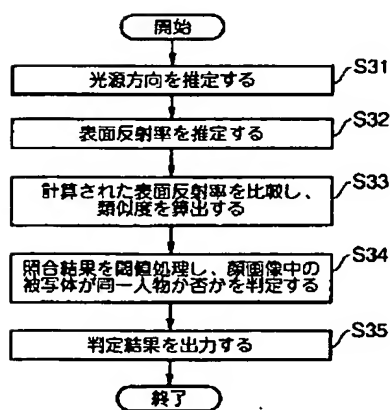 開始
S31
光源方向を推定する
S32
表面反射率を推定する
S33
計算された表面反射率を比較し、
類似度を算出する
S34
照合結果を閾値処理し、顔画像中の
被写体が同一人物か否かを判定する
S35
判定結果を出力する
終了